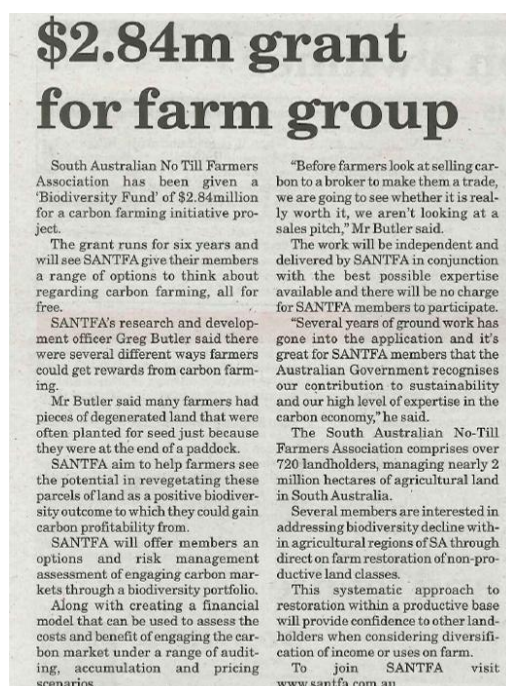 $2.84m grant
for farm group
South Australian No Till Farmers
Association has been given a
‘Biodiversity Fund’ of $2.84million
for a carbon farming initiative pro-
ject.
The grant runs for six years and
will see SANTFA give their members
a range of options to think about
regarding carbon farming, all for
free.
SANTFA’s research and develop-
ment officer Greg Butler said there
were several different ways farmers
could get rewards from carbon farm-
ing.
Mr Butler said many farmers had
pieces of degenerated land that were
often planted for seed just because
they were at the end of a paddock.
SANTFA aim to help farmers see
the potential in revegetating these
parcels of land as a positive biodiver-
sity outcome to which they could gain
carbon profitability from.
SANTFA will offer members an
options and risk management
assessment of engaging carbon mar-
kets through a biodiversity portfolio.
Along with creating a financial
model that can be used to assess the
costs and benefit of engaging the car-
bon market under a range of audit-
ing, accumulation and pricing
scenarios
“Before farmers look at selling car-
bon to a broker to make them a trade,
we are going to see whether it is real-
ly worth it, we aren’t looking at a
sales pitch,” Mr Butler said.
The work will be independent and
delivered by SANTFA in conjunction
with the best possible expertise
available and there will be no charge
for SANTFA members to participate.
“Several years of ground work has
gone into the application and it’s
great for SANTFA members that the
Australian Government recognises
our contribution to sustainability
and our high level of expertise in the
carbon economy,” he said.
The South Australian No-Till
Farmers Association comprises over
720 landholders, managing nearly 2
million hectares of agricultural land
in South Australia.
Several members are interested in
addressing biodiversity decline with-
in agricultural regions of SA through
direct on farm restoration of non-pro-
ductive land classes.
This systematic approach to
restoration within a productive base
will provide confidence to other land-
holders when considering diversifi-
cation of income or uses on farm.
To join SANTFA visit
www.santfa.com.au